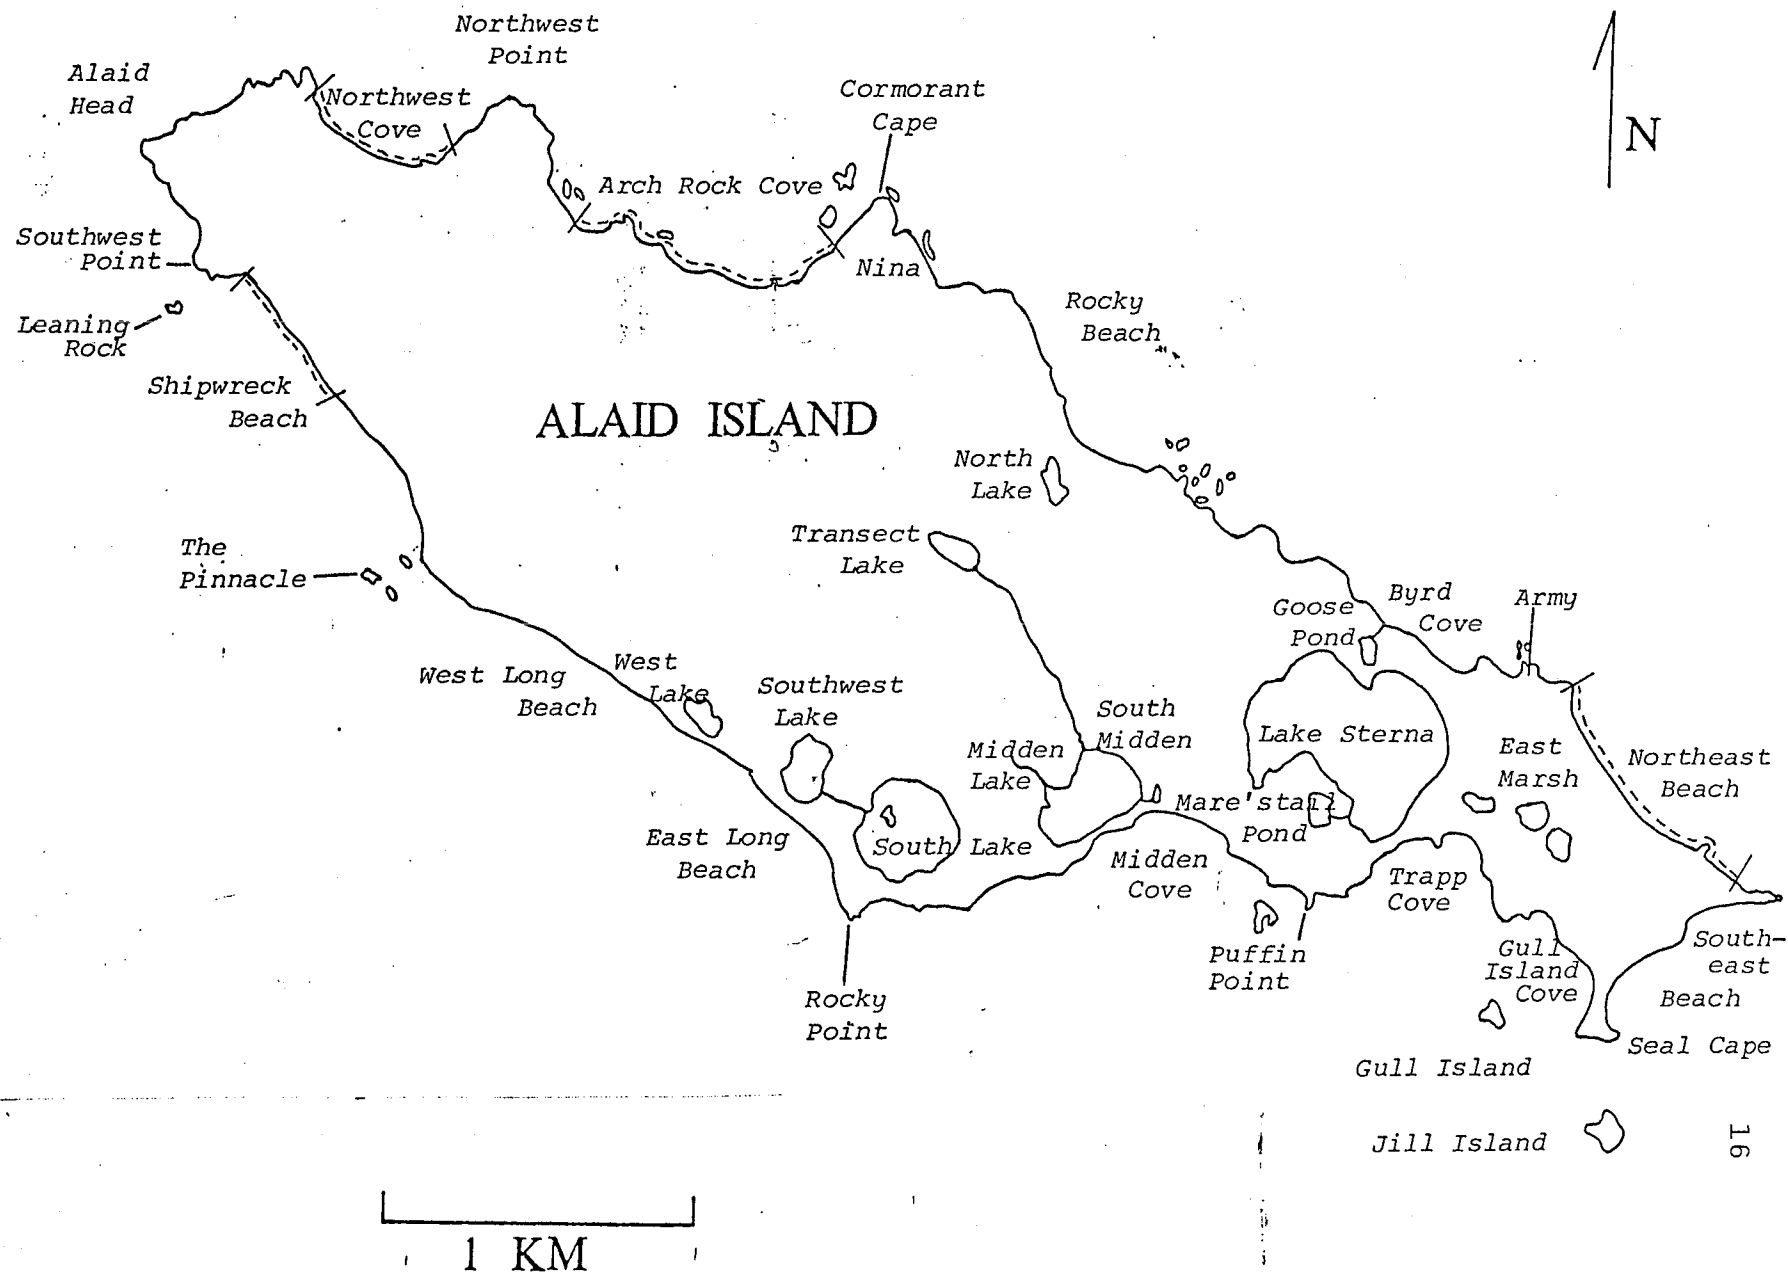 Northwest
Point
Alaid
Head
Northwest
Cove
Cormorant
Cape
N
Arch Rock Cove
Southwest
Point
Nina
Leaning
Rock
Rocky
Beach
Shipwreck
Beach
ALAID ISLAND
North
Lake
Transect
Lake
The
Pinnacle
Goose
Pond
Byrd
Cove
Army
West Long
Beach
West
Lake
Southwest
Lake
South
Midden
Midden
Lake
Lake Sterna
East
Marsh
Northeast
Beach
Mare'stail
Pond
East Long
Beach
South Lake
Midden
Cove
Trapp
Cove
Puffin
Point
Gull
Island
Cove
South-
east
Beach
Rocky
Point
Seal Cape
Gull Island
Jill Island
16
1 KM